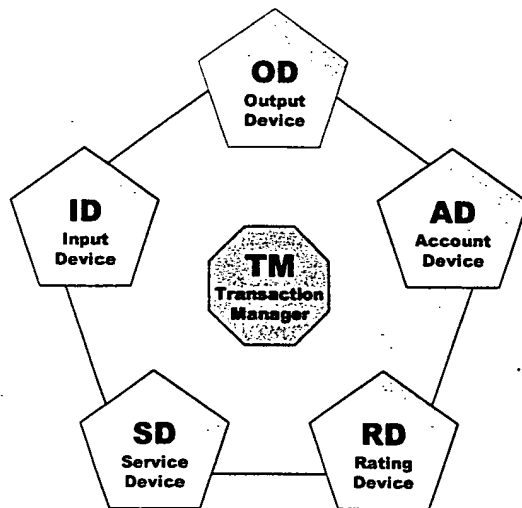 OD
Output
Device
ID
Input
Device
AD
Account
Device
TM
Transaction
Manager
SD
Service
Device
RD
Rating
Device